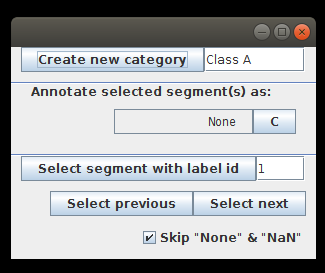 Create new category Class A
Annotate selected segment(s) as:
None C
Select segment with label id 1
Select previous Select next
Skip "None" & "NaN"